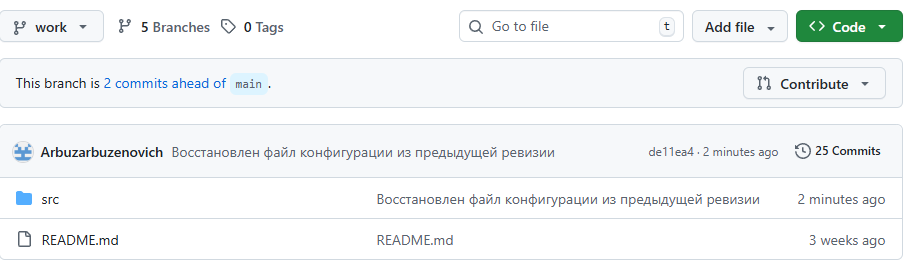 work 5 Branches 0 Tags Go to file t Add file Code
This branch is 2 commits ahead of main.  Contribute
Arbuzarbuzenovich Восстановлен файл конфигурации из предыдущей ревизии de11ea4 · 2 minutes ago 25 Commits
src Восстановлен файл конфигурации из предыдущей ревизии 2 minutes ago
README.md README.md 3 weeks ago